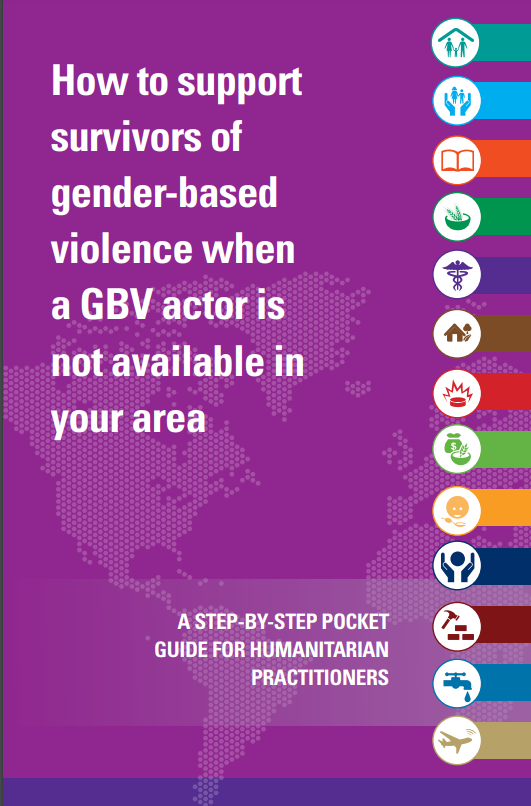 How to support
survivors of
gender-based
violence when
a GBV actor is
not available in
your area
$
A STEP-BY-STEP POCKET
GUIDE FOR HUMANITARIAN
PRACTITIONERS